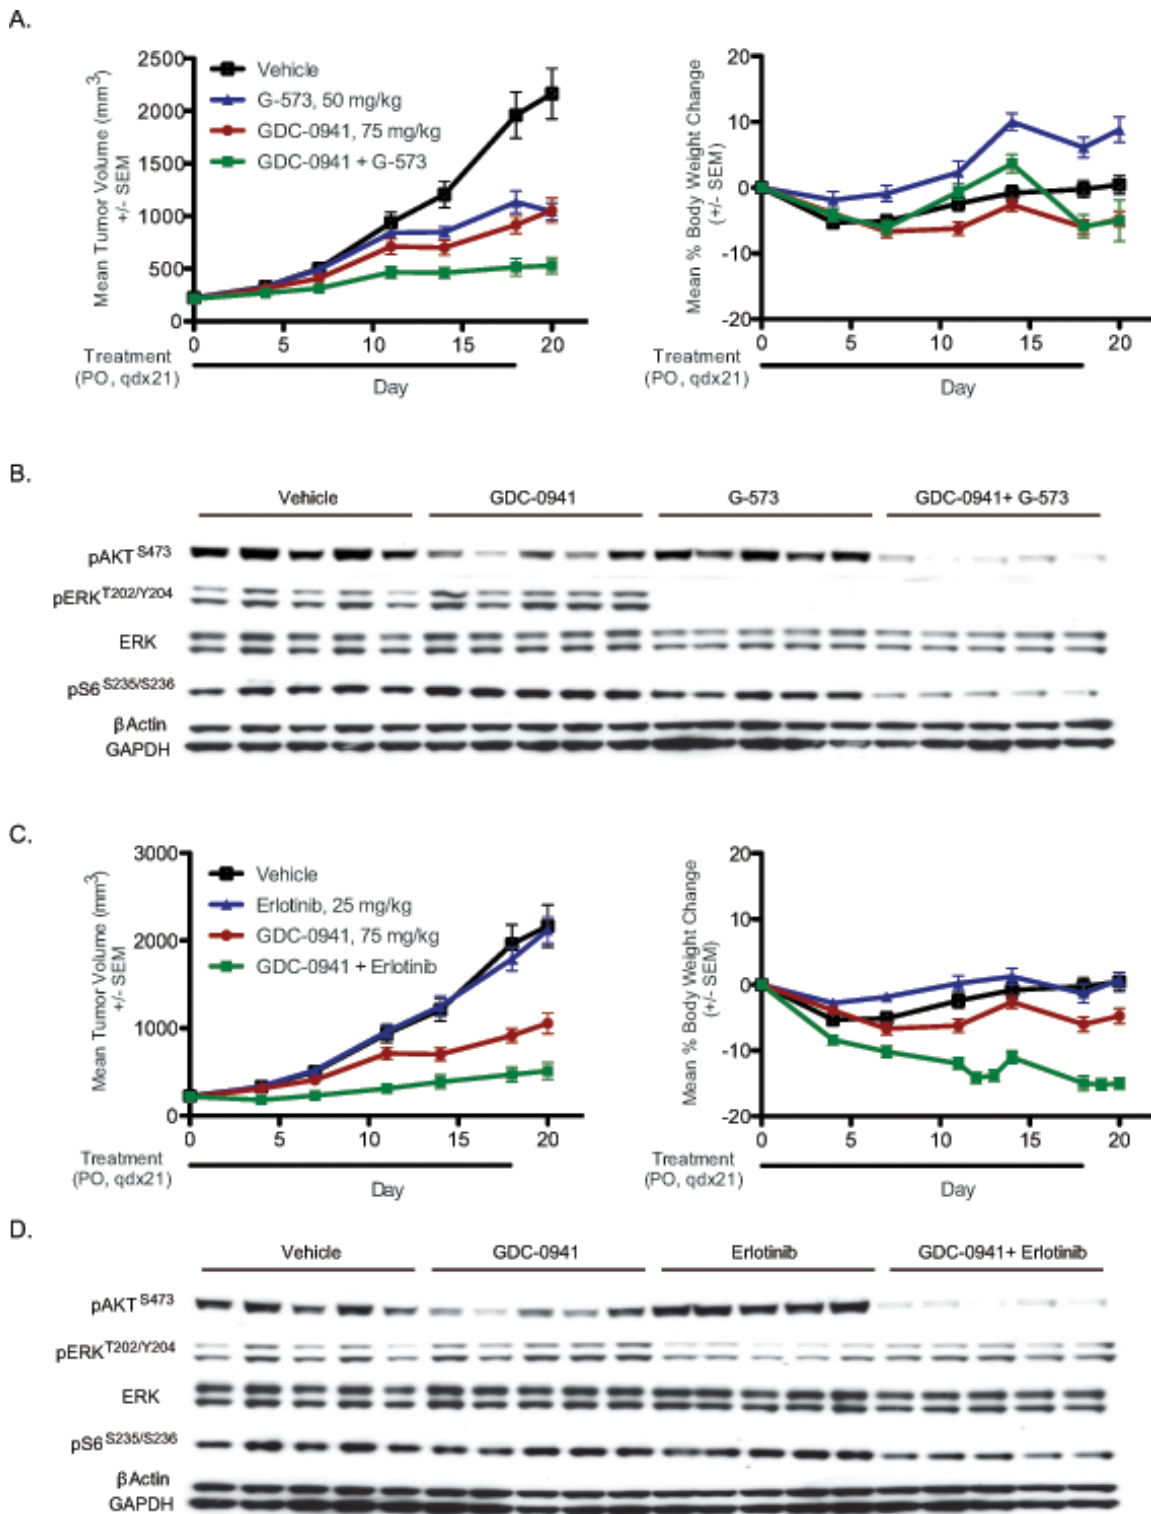 A.
2500
2000
1500
1000
500
0
Mean Tumor Volume (mm³)
+/- SEM
Vehicle
G-573, 50 mg/kg
GDC-0941, 75 mg/kg
GDC-0941 + G-573
0 5 10 15 20
Treatment
(PO, qdx21)
Day
20
10
0
-10
-20
Mean % Body Weight Change
(+/- SEM)
0 5 10 15 20
Treatment
(PO, qdx21)
Day
B.
Vehicle GDC-0941 G-573 GDC-0941+ G-573
pAKT S473
pERK T202/Y204
ERK
pS6 S235/S236
βActin
GAPDH
C.
3000
2000
1000
0
Mean Tumor Volume (mm³)
+/- SEM
Vehicle
Erlotinib, 25 mg/kg
GDC-0941, 75 mg/kg
GDC-0941 + Erlotinib
0 5 10 15 20
Treatment
(PO, qdx21)
Day
20
10
0
-10
-20
Mean % Body Weight Change
(+/- SEM)
0 5 10 15 20
Treatment
(PO, qdx21)
Day
D.
Vehicle GDC-0941 Erlotinib GDC-0941+ Erlotinib
pAKT S473
pERK T202/Y204
ERK
pS6 S235/S236
βActin
GAPDH